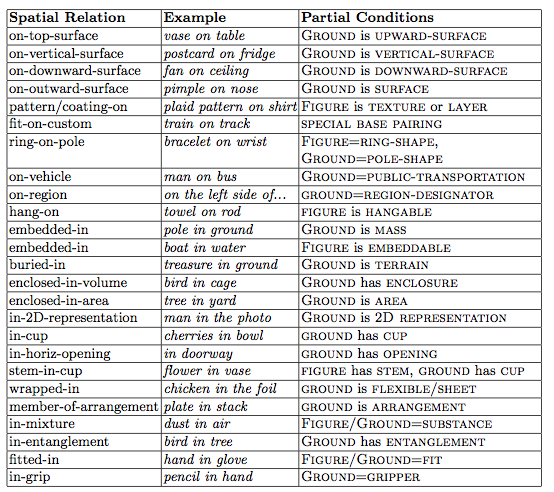 Spatial Relation Example Partial Conditions
on-top-surface vase on table GROUND is UPWARD-SURFACE
on-vertical-surface postcard on fridge GROUND is VERTICAL-SURFACE
on-downward-surface fan on ceiling GROUND is DOWNWARD-SURFACE
on-outward-surface pimple on nose GROUND is SURFACE
pattern/coating-on plaid pattern on shirt FIGURE is TEXTURE or LAYER
fit-on-custom train on track SPECIAL BASE PAIRING
ring-on-pole bracelet on wrist FIGURE=RING-SHAPE,
GROUND=POLE-SHAPE
on-vehicle man on bus GROUND=PUBLIC-TRANSPORTATION
on-region on the left side of... GROUND=REGION-DESIGNATOR
hang-on towel on rod FIGURE is HANGABLE
embedded-in pole in ground GROUND is MASS
embedded-in boat in water FIGURE is EMBEDDABLE
buried-in treasure in ground GROUND is TERRAIN
enclosed-in-volume bird in cage GROUND has ENCLOSURE
enclosed-in-area tree in yard GROUND is AREA
in-2D-representation man in the photo GROUND is 2D REPRESENTATION
in-cup cherries in bowl GROUND has CUP
in-horiz-opening in doorway GROUND has OPENING
stem-in-cup flower in vase FIGURE has STEM, GROUND has CUP
wrapped-in chicken in the foil GROUND is FLEXIBLE/SHEET
member-of-arrangement plate in stack GROUND is ARRANGEMENT
in-mixture dust in air FIGURE/GROUND=SUBSTANCE
in-entanglement bird in tree GROUND has ENTANGLEMENT
fitted-in hand in glove FIGURE/GROUND=FIT
in-grip pencil in hand GROUND=GRIPPER